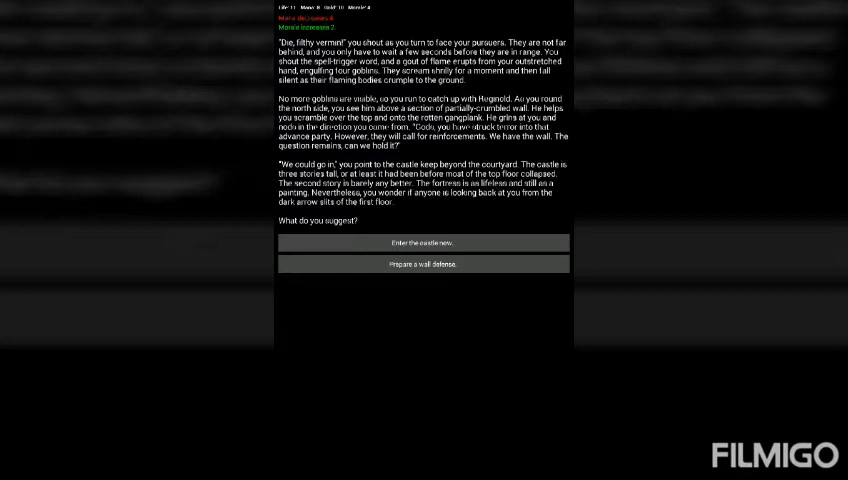 Life: 11 Mana: 8 Gold: 10 Morale: 4
Mana decreases 4.
Morale increases 2.
"Die, filthy vermin!" you shout as you turn to face your pursuers. They are not far
behind, and you only have to wait a few seconds before they are in range. You
shout the spell-trigger word, and a gout of flame erupts from your outstretched
hand, engulfing four goblins. They scream shrilly for a moment and then fall
silent as their flaming bodies crumple to the ground.
No more goblins are visible, so you run to catch up with Reginold. As you round
the north side, you see him above a section of partially-crumbled wall. He helps
you scramble over the top and onto the rotten gangplank. He grins at you and
nods in the direction you came from. "Gods, you have struck terror into that
advance party. However, they will call for reinforcements. We have the wall. The
question remains, can we hold it?"
"We could go in," you point to the castle keep beyond the courtyard. The castle is
three stories tall, or at least it had been before most of the top floor collapsed.
The second story is barely any better. The fortress is as lifeless and still as a
painting. Nevertheless, you wonder if anyone is looking back at you from the
dark arrow slits of the first floor.
What do you suggest?
Enter the castle now.
Prepare a wall defense.
FILMIGO